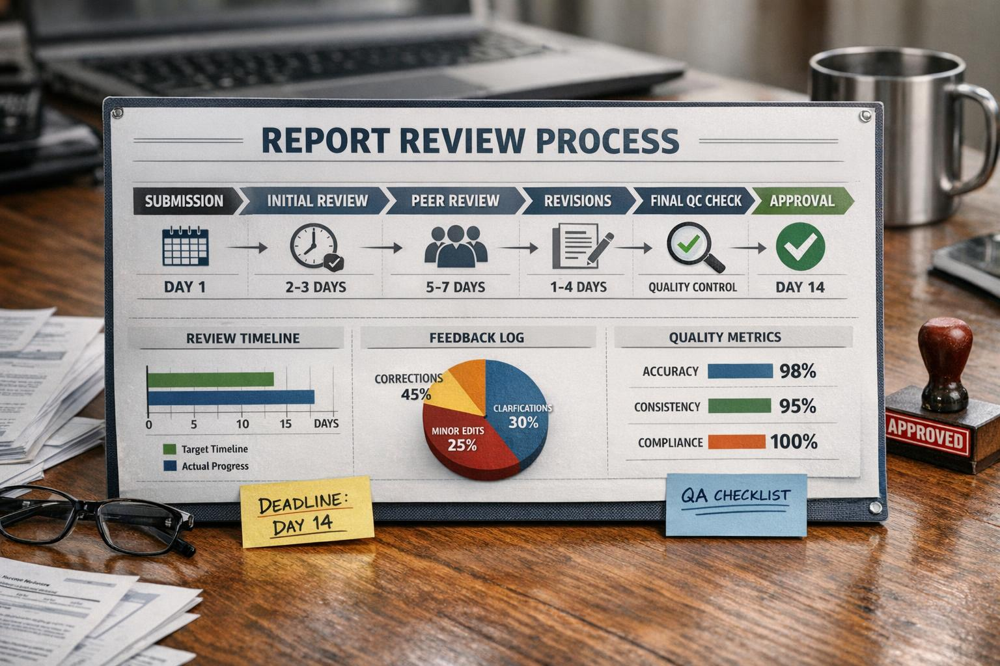 REPORT REVIEW PROCESS
SUBMISSION
INITIAL REVIEW
PEER REVIEW
REVISIONS
FINAL QC CHECK
APPROVAL
DAY 1
2–3 DAYS
5–7 DAYS
1–4 DAYS
QUALITY CONTROL
DAY 14
REVIEW TIMELINE
0 5 10 15 DAYS
Target Timeline
Actual Progress
FEEDBACK LOG
CORRECTIONS
45%
CLARFICATIONS
30%
MINOR EDITS
25%
QUALITY METRICS
ACCURACY 98%
CONSISTENCY 95%
COMPLIANCE 100%
DEADLINE:
DAY 14
QA CHECKLIST
APPROVED